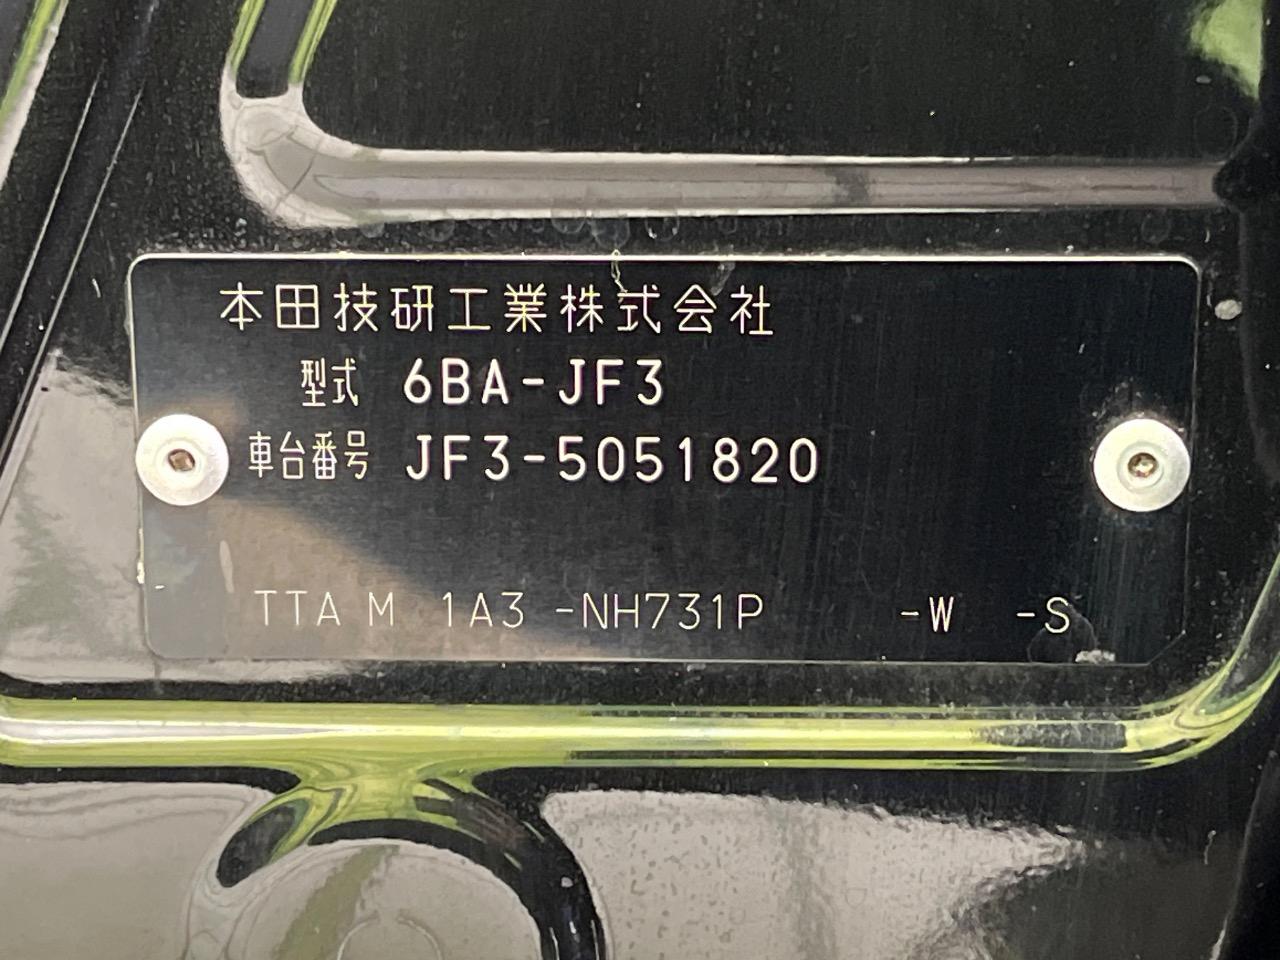 本田技研工業株式会社
型式 6BA-JF3
車台番号 JF3-5051820
TTA M 1A3 -NH731P -W -S